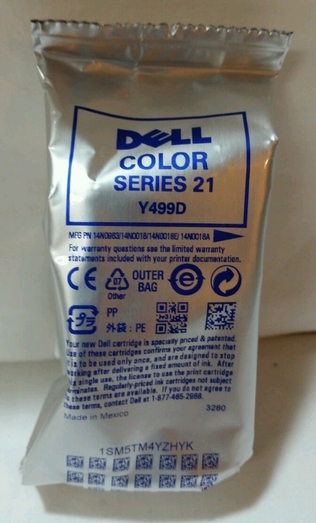 DELL
COLOR
SERIES 21
Y499D
MFG PN 14N0963/14N0018/14N0018D/14N0018A
For warranty questions see the limited warranty
statements included with your printer documentation.
CE 07 OUTER e
Other BAG
PP
外袋: PE
Your new Dell cartridge is specially priced & patented.
Use of these cartridges confirms your agreement that
it is to be used only once, and are designed to stop
working after delivering a fixed amount of ink. After
single use, the license to use the print cartridge
terminates. Regularly-priced ink cartridges not subject
to these terms are available. If you do not agree to
these terms, contact Dell at 1-877-465-2888.
3280
Made in Mexico
1SM5TM4YZHYK